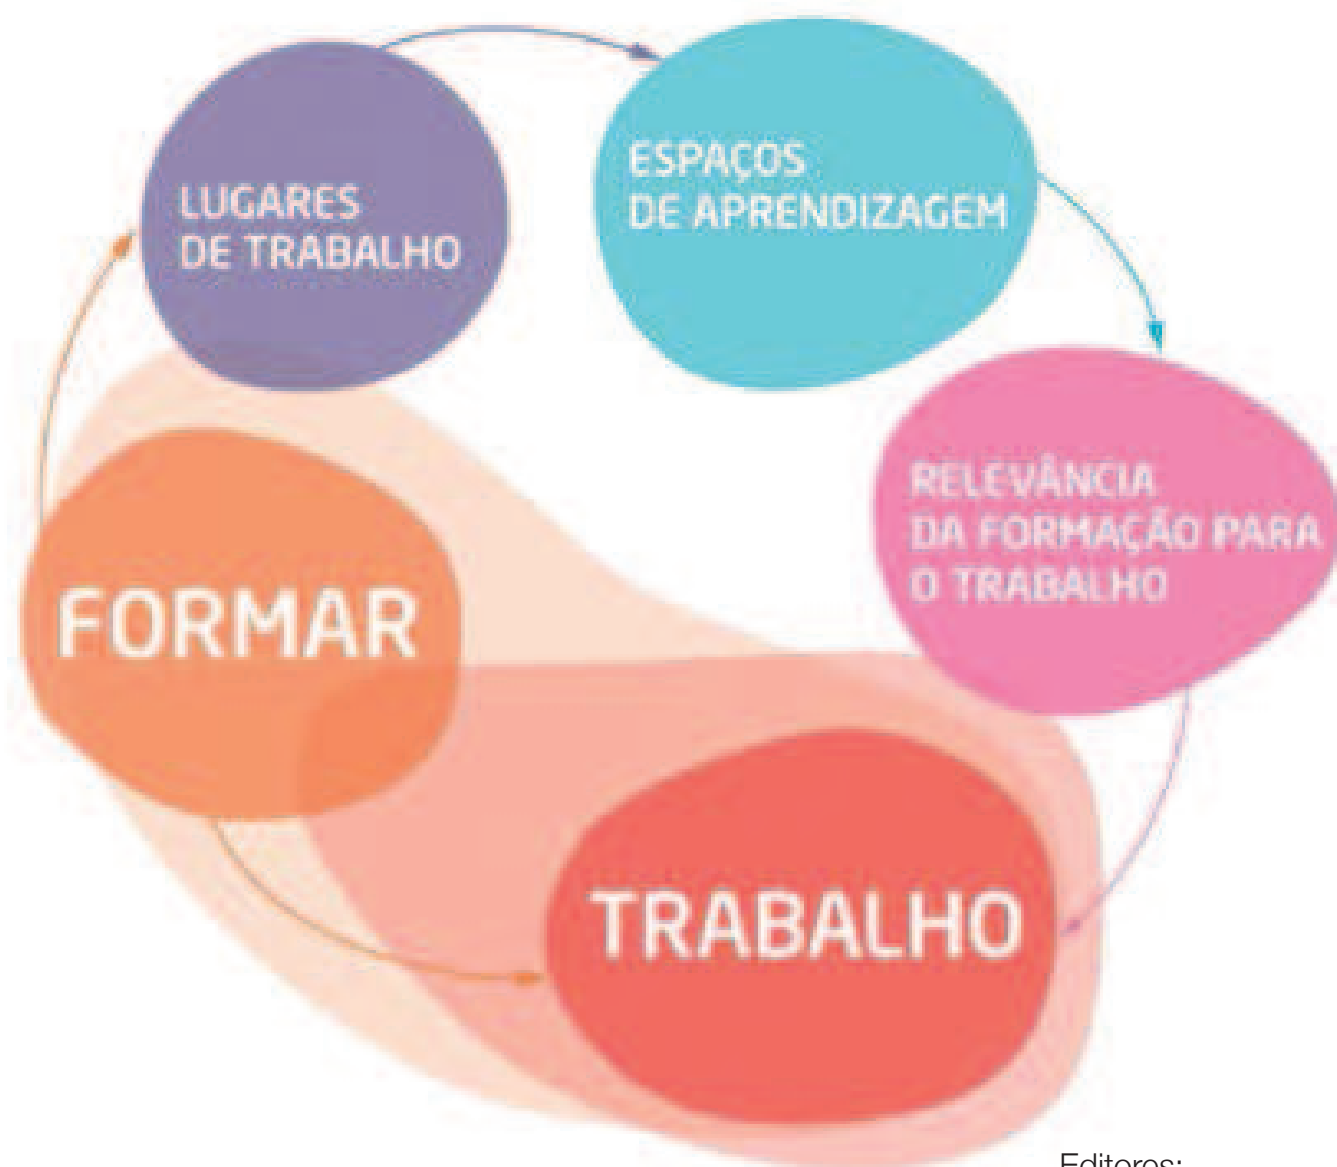 LUGARES
DE TRABALHO
ESPAÇOS
DE APRENDIZAGEM
RELEVÂNCIA
DA FORMAÇÃO PARA
O TRABALHO
FORMAR
TRABALHO
Editores: